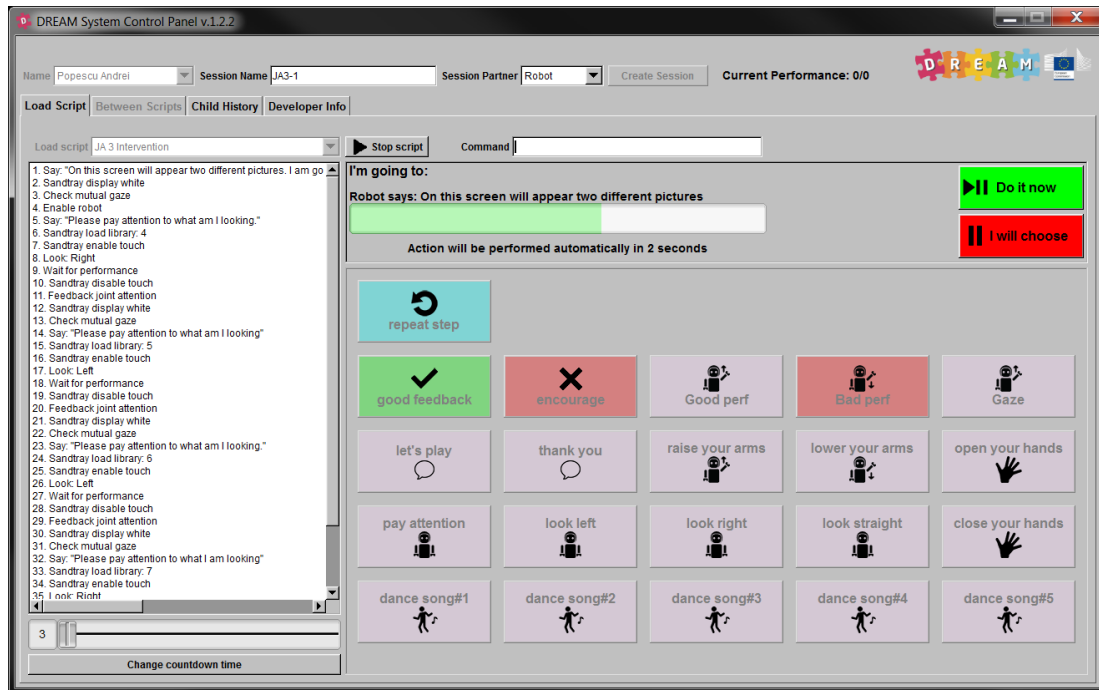 DREAM System Control Panel v.1.2.2
Name Popescu Andrei Session Name JA3-1 Session Partner Robot Create Session Current Performance: 0/0
D R E A M
Load Script Between Scripts Child History Developer Info
Load script JA 3 Intervention Stop script Command
1. Say: "On this screen will appear two different pictures. I am go
2. Sandtray display white
3. Check mutual gaze
4. Enable robot
5. Say: "Please pay attention to what am I looking."
6. Sandtray load library: 4
7. Sandtray enable touch
8. Look: Right
9. Wait for performance
10. Sandtray disable touch
11. Feedback joint attention
12. Sandtray display white
13. Check mutual gaze
14. Say: "Please pay attention to what am I looking"
15. Sandtray load library: 5
16. Sandtray enable touch
17. Look: Left
18. Wait for performance
19. Sandtray disable touch
20. Feedback joint attention
21. Sandtray display white
22. Check mutual gaze
23. Say: "Please pay attention to what am I looking."
24. Sandtray load library: 6
25. Sandtray enable touch
26. Look: Left
27. Wait for performance
28. Sandtray disable touch
29. Feedback joint attention
30. Sandtray display white
31. Check mutual gaze
32. Say: "Please pay attention to what I am looking"
33. Sandtray load library: 7
34. Sandtray enable touch
35. Look: Right
3
Change countdown time
I'm going to:
Robot says: On this screen will appear two different pictures
Action will be performed automatically in 2 seconds
Do it now
I will choose
repeat step
good feedback encourage Good perf Bad perf Gaze
let's play thank you raise your arms lower your arms open your hands
pay attention look left look right look straight close your hands
dance song#1 dance song#2 dance song#3 dance song#4 dance song#5